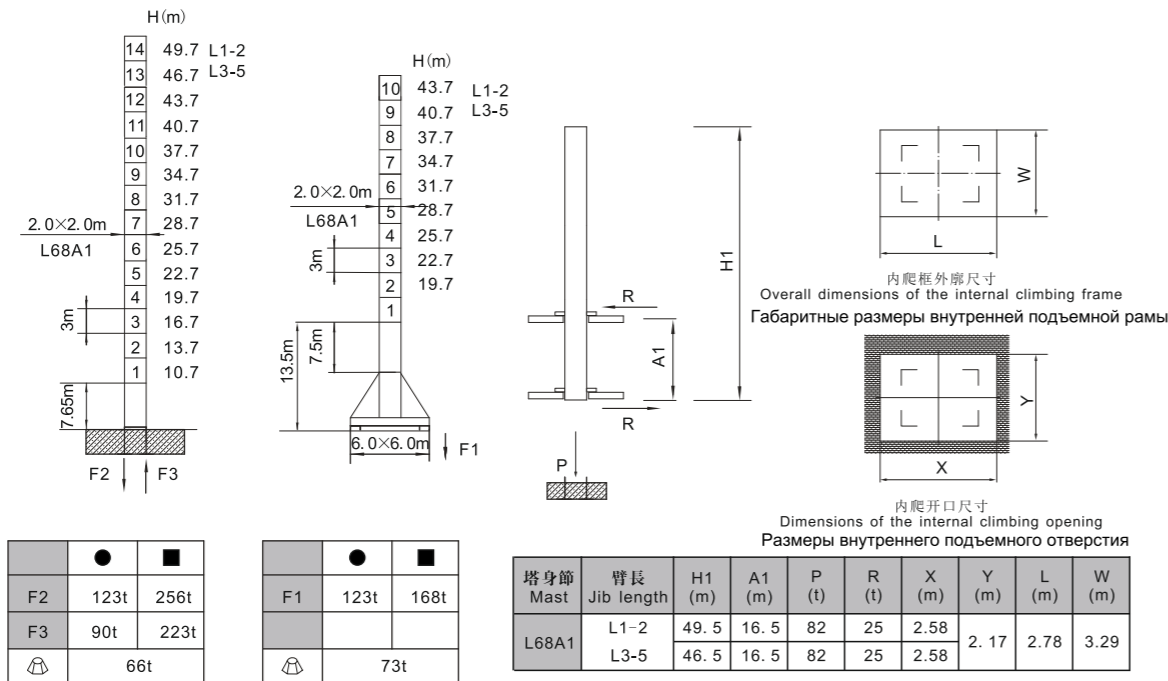 H(m)
14 49.7 L1-2
13 46.7 L3-5
12 43.7
11 40.7
10 37.7
9 34.7
8 31.7
7 28.7
6 25.7
5 22.7
4 19.7
3 16.7
2 13.7
1 10.7
2.0×2.0m
L68A1
3m
7.65m
F2 F3
H(m)
10 43.7 L1-2
9 40.7 L3-5
8 37.7
7 34.7
6 31.7
5 28.7
4 25.7
3 22.7
2 19.7
1
2.0×2.0m
L68A1
3m
13.5m
7.5m
6.0×6.0m
F1
R
H1
A1
R
P
W
L
内爬框外廓尺寸
Overall dimensions of the internal climbing frame
Габаритные размеры внутренней подъемной рамы
Y
X
内爬开口尺寸
Dimensions of the internal climbing opening
Размеры внутреннего подъемного отверстия
F2 123t 256t
F3 90t 223t
66t
F1 123t 168t
73t
塔身節 臂長 H1 A1 P R X Y L W
Mast Jib length (m) (m) (t) (t) (m) (m) (m) (m)
L68A1 L1-2 49.5 16.5 82 25 2.58 2.17 2.78 3.29
L3-5 46.5 16.5 82 25 2.58